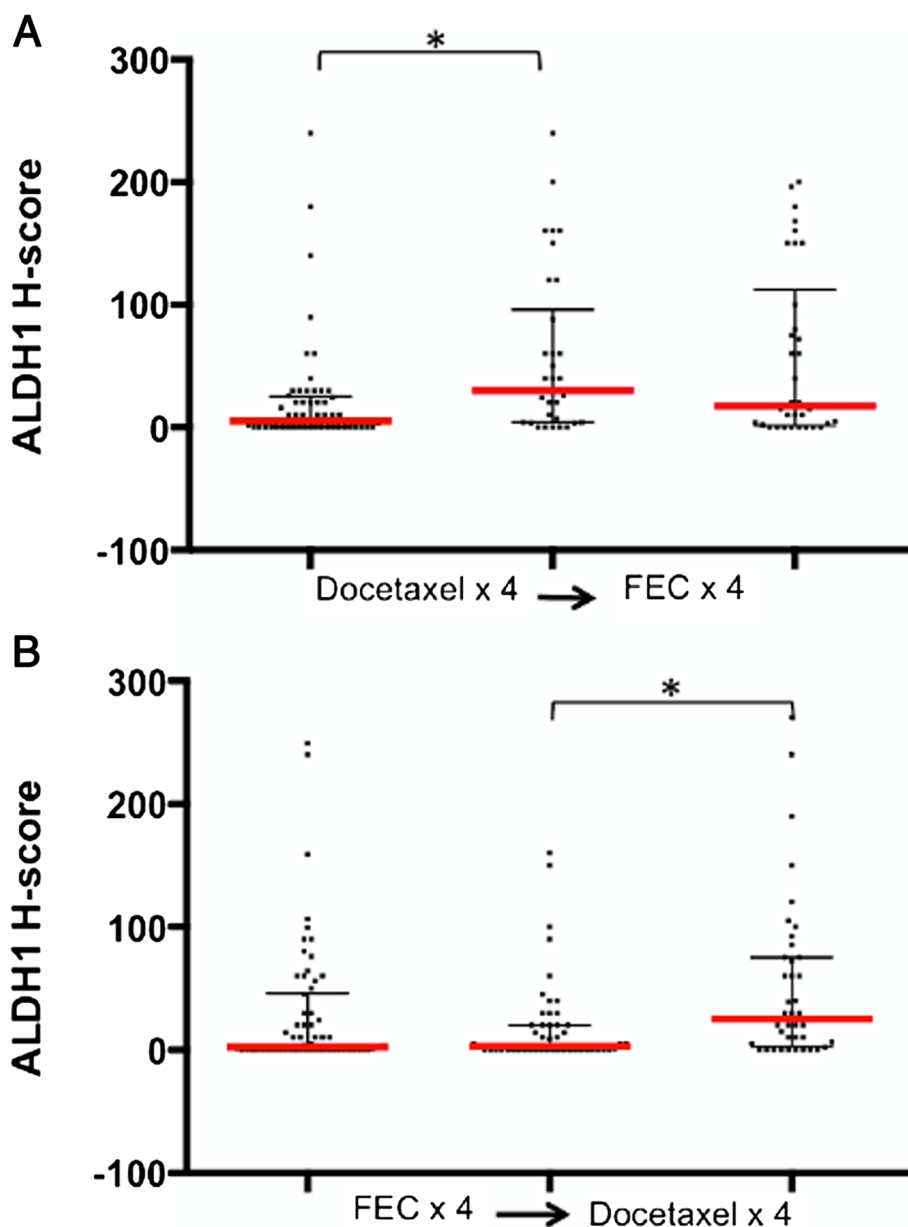 A
*
300
200
100
0
-100
ALDH1 H-score
Docetaxel x 4 → FEC x 4
B
*
300
200
100
0
-100
ALDH1 H-score
FEC x 4 → Docetaxel x 4